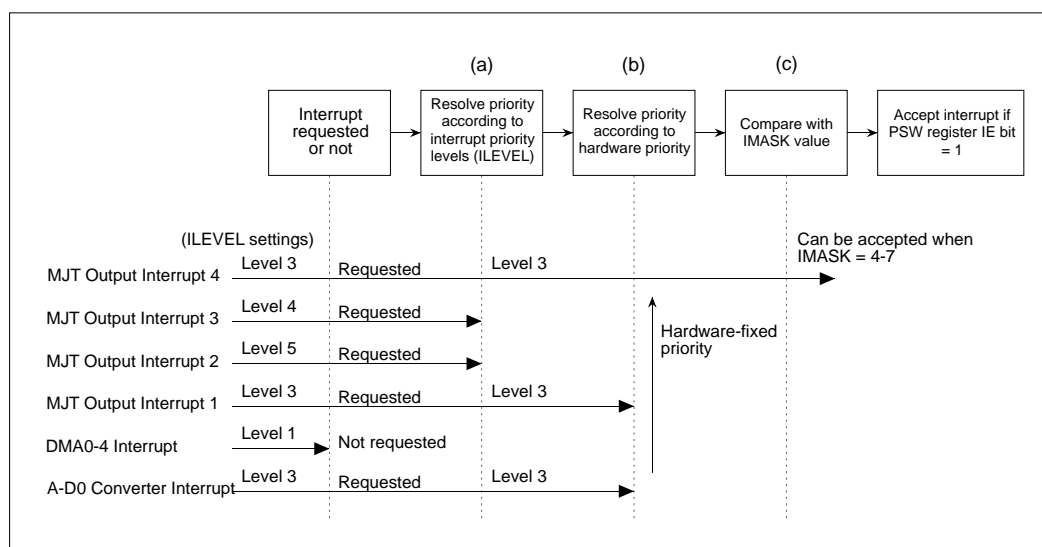 (a)
(b)
(c)
Interrupt
requested
or not
Resolve priority
according to
interrupt priority
levels (ILEVEL)
Resolve priority
according to
hardware priority
Compare with
IMASK value
Accept interrupt if
PSW register IE bit
= 1
(ILEVEL settings)
Can be accepted when
IMASK = 4-7
MJT Output Interrupt 4 Level 3 Requested Level 3
MJT Output Interrupt 3 Level 4 Requested
Hardware-fixed
priority
MJT Output Interrupt 2 Level 5 Requested
MJT Output Interrupt 1 Level 3 Requested Level 3
DMA0-4 Interrupt Level 1 Not requested
A-D0 Converter Interrupt Level 3 Requested Level 3